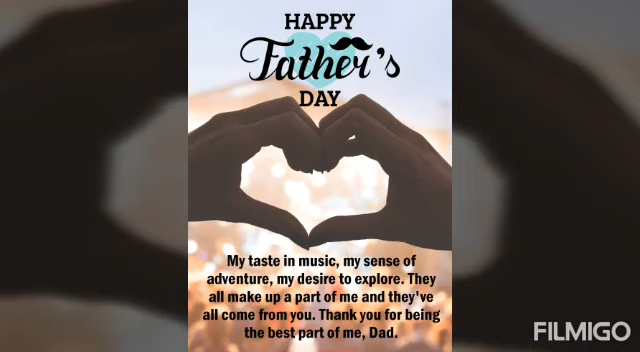 HAPPY
Father's
DAY
My taste in music, my sense of
adventure, my desire to explore. They
all make up a part of me and they've
all come from you. Thank you for being
the best part of me, Dad.
FILMIGO